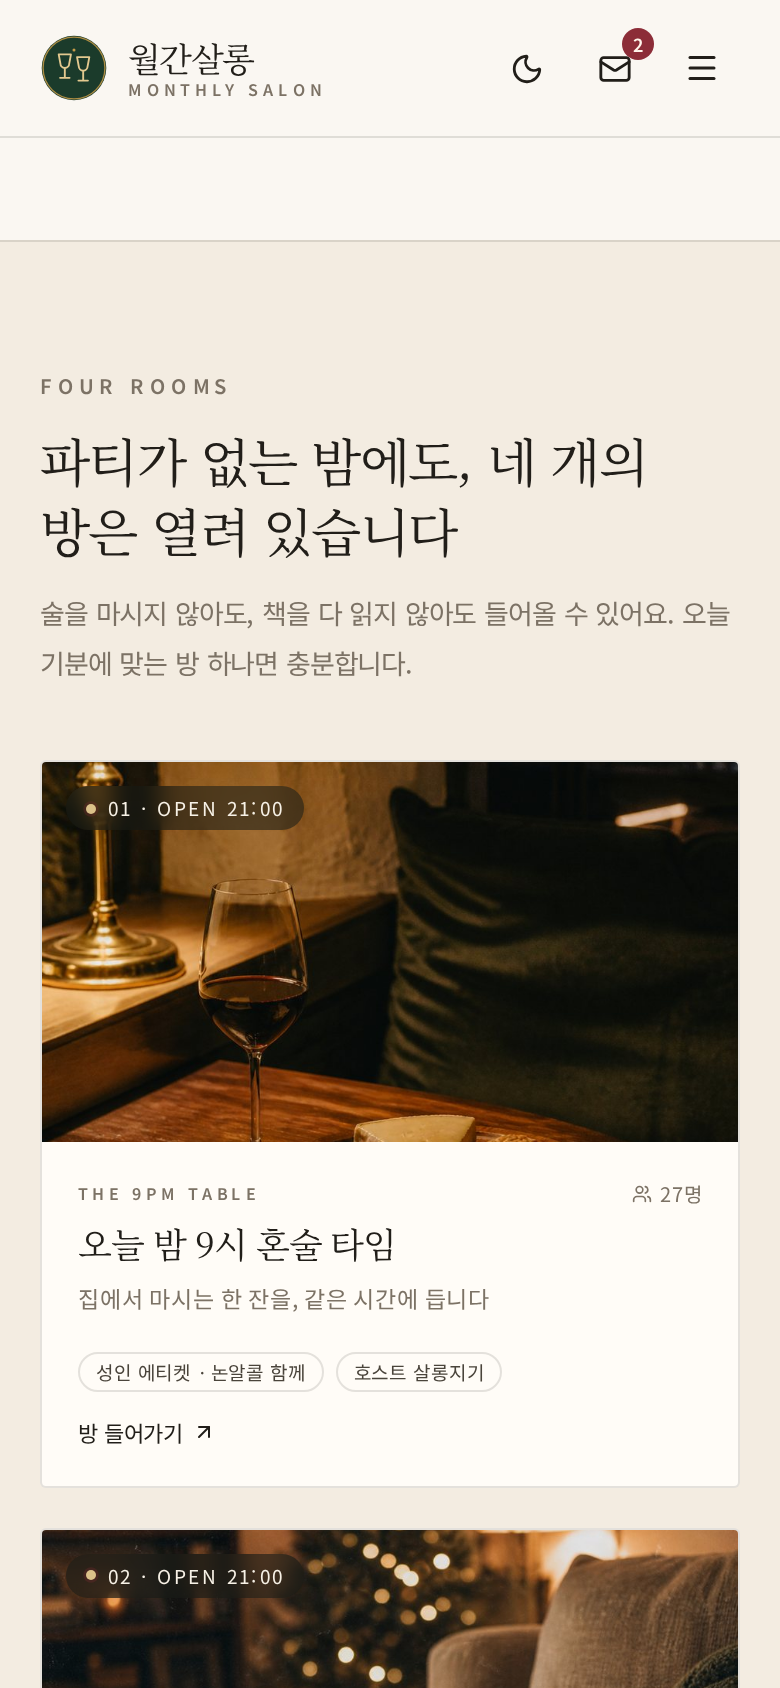 월간살롱
MONTHLY SALON
2
FOUR ROOMS
파티가 없는 밤에도, 네 개의
방은 열려 있습니다
술을 마시지 않아도, 책을 다 읽지 않아도 들어올 수 있어요. 오늘
기분에 맞는 방 하나면 충분합니다.
01 · OPEN 21:00
THE 9PM TABLE
27명
오늘 밤 9시 혼술 타임
집에서 마시는 한 잔을, 같은 시간에 듭니다
성인 에티켓 · 논알콜 함께
호스트 살롱지기
방 들어가기
02 · OPEN 21:00